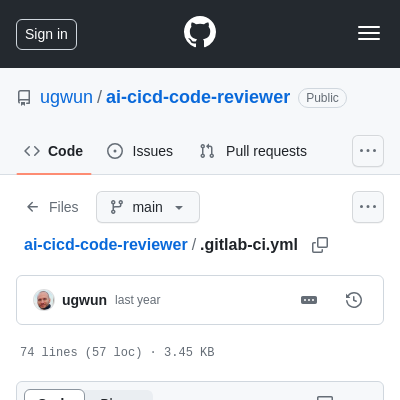 Sign in
ugwun / ai-cicd-code-reviewer Public
Code Issues Pull requests
Files main
ai-cicd-code-reviewer / .gitlab-ci.yml
ugwun last year
74 lines (57 loc) · 3.45 KB